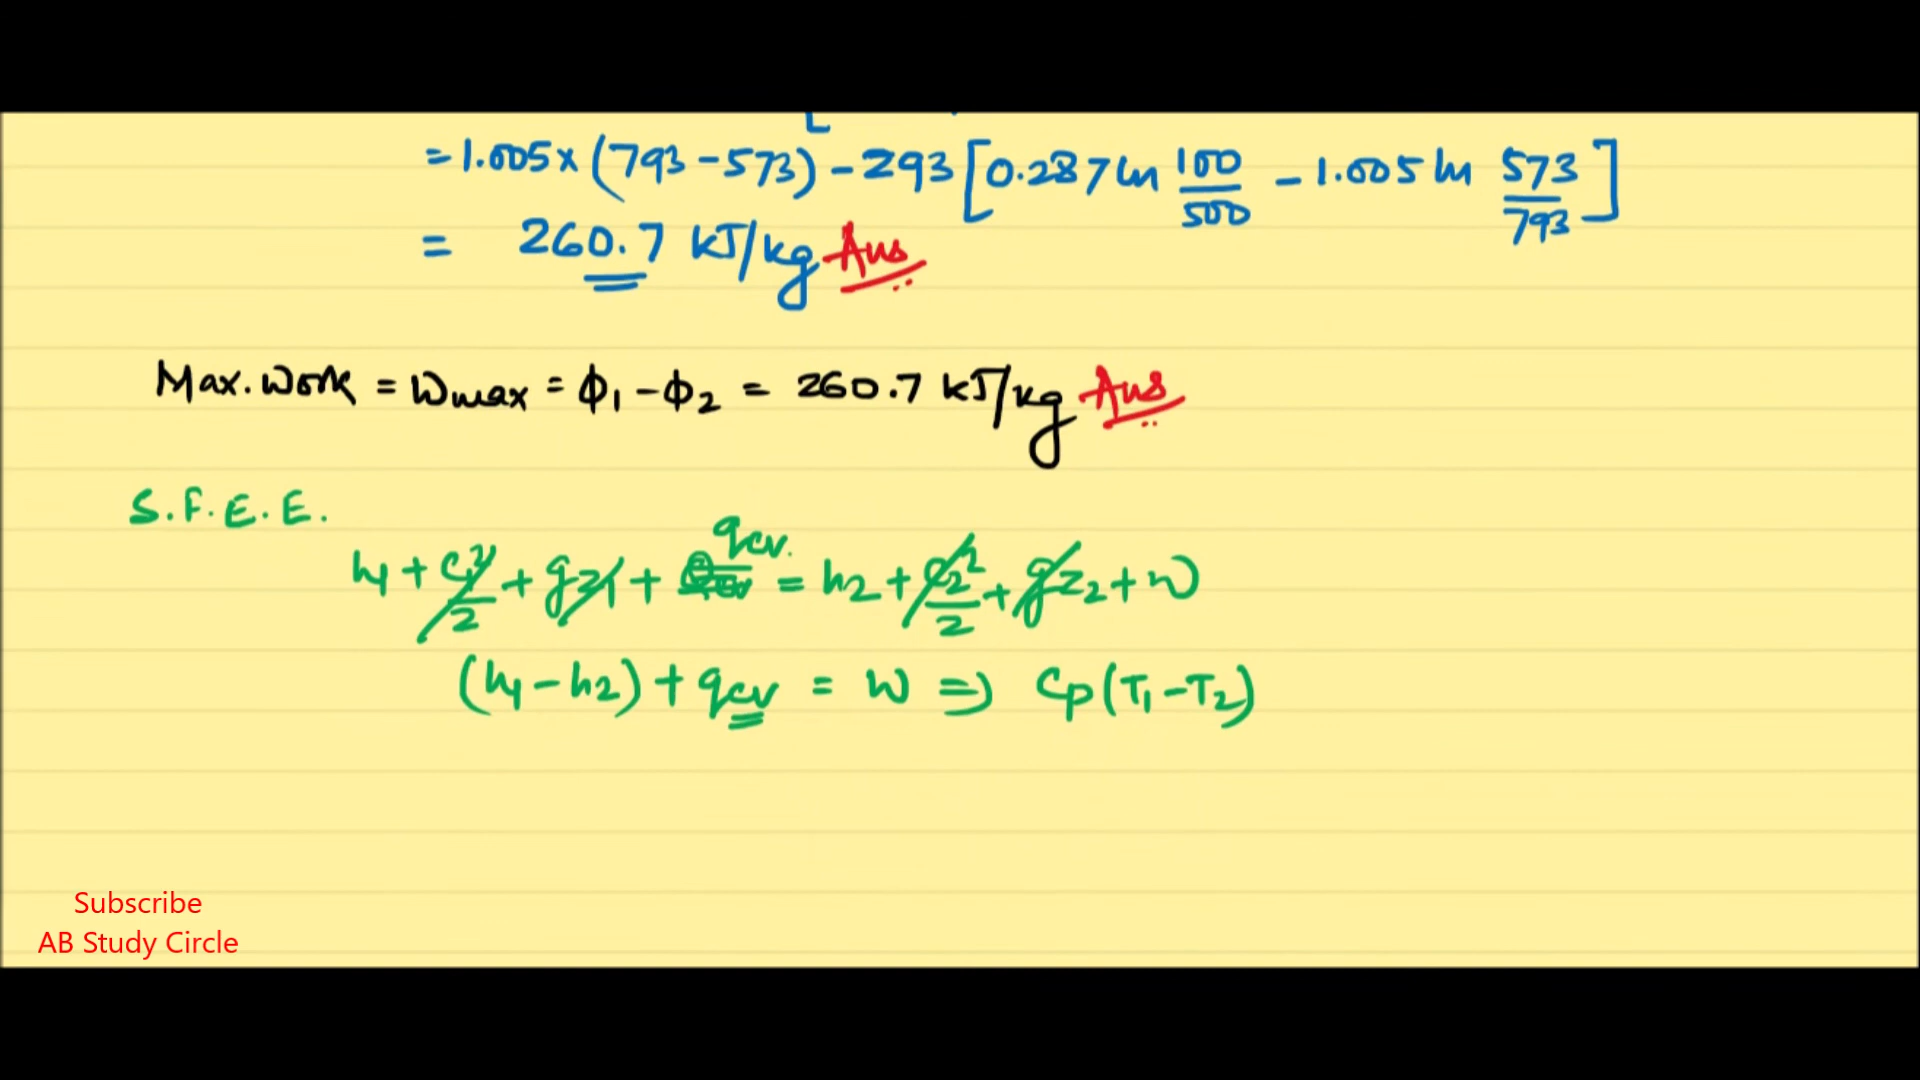 = 1.005 x (793 - 573) - 293 [0.287 ln 100/500 - 1.005 ln 573/793]
= 260.7 kJ/kg Ans
Max. Work = Wmax = ϕ1 - ϕ2 = 260.7 kJ/kg Ans
S.F.E.E.
h1 + C1²/2 + gz1 + qcv. = h2 + C2²/2 + gz2 + w
(h1 - h2) + qcv = w ⇒ Cp(T1 - T2)
Subscribe
AB Study Circle